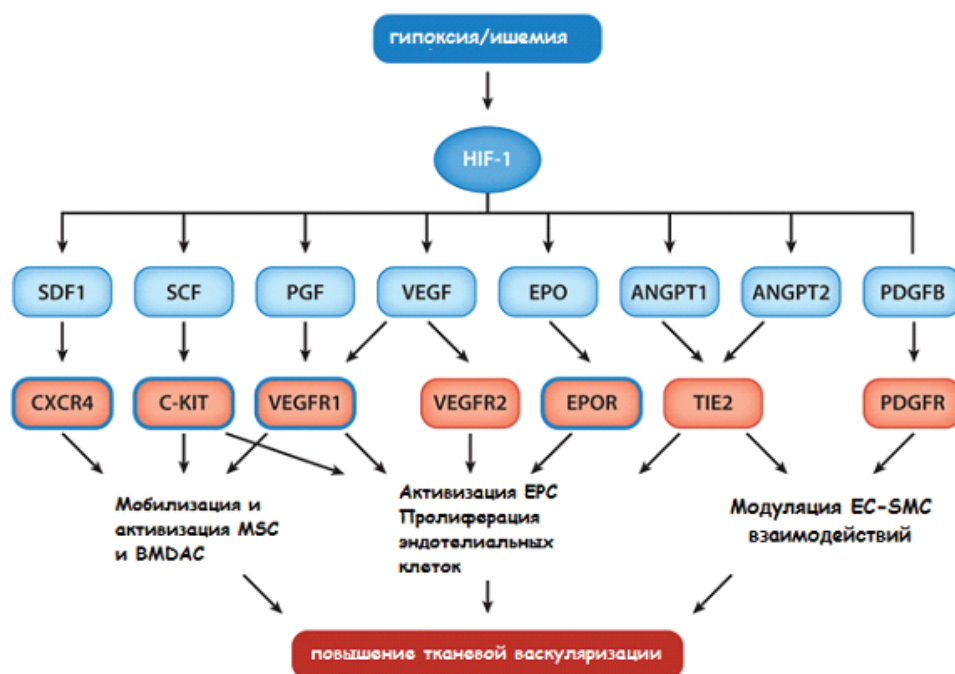 гипоксия/ишемия
HIF-1
SDF1
SCF
PGF
VEGF
EPO
ANGPT1
ANGPT2
PDGFB
CXCR4
C-KIT
VEGFR1
VEGFR2
EPOR
TIE2
PDGFR
Мобилизация и
активизация MSC
и BMDAC
Активизация EPC
Пролиферация
эндотелиальных
клеток
Модуляция EC-SMC
взаимодействий
повышение тканевой васкуляризации